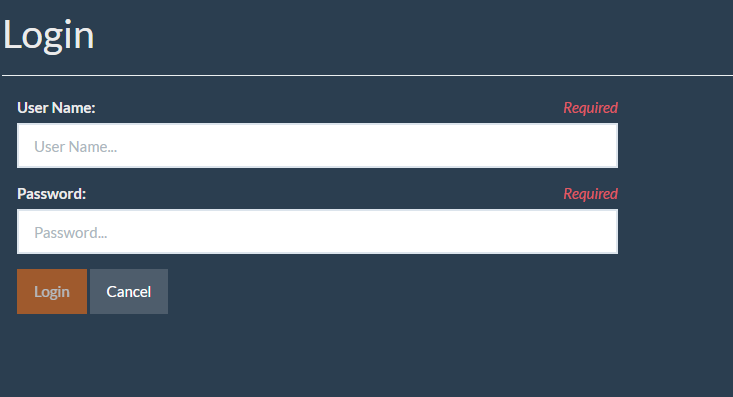 Login
User Name: Required
User Name...
Password: Required
Password...
Login Cancel